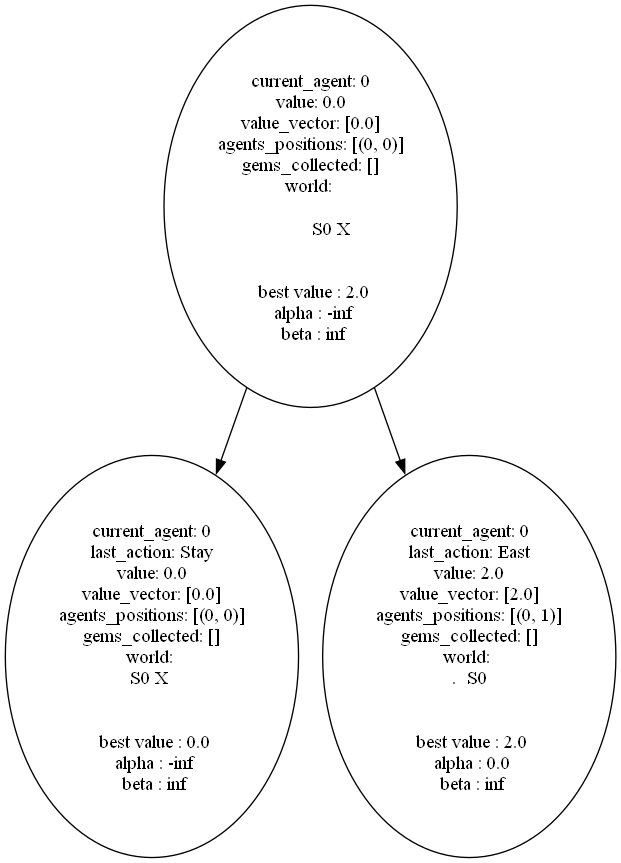 current_agent: 0
value: 0.0
value_vector: [0.0]
agents_positions: [(0, 0)]
gems_collected: []
world:
S0 X
best value : 2.0
alpha : -inf
beta : inf
current_agent: 0
last_action: Stay
value: 0.0
value_vector: [0.0]
agents_positions: [(0, 0)]
gems_collected: []
world:
S0 X
best value : 0.0
alpha : -inf
beta : inf
current_agent: 0
last_action: East
value: 2.0
value_vector: [2.0]
agents_positions: [(0, 1)]
gems_collected: []
world:
. S0
best value : 2.0
alpha : 0.0
beta : inf